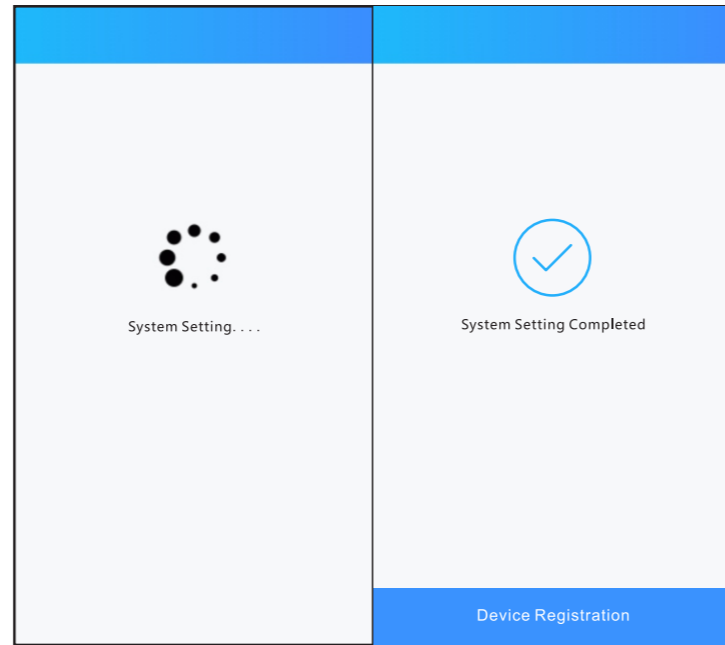 System Setting. . . .
System Setting Completed
Device Registration